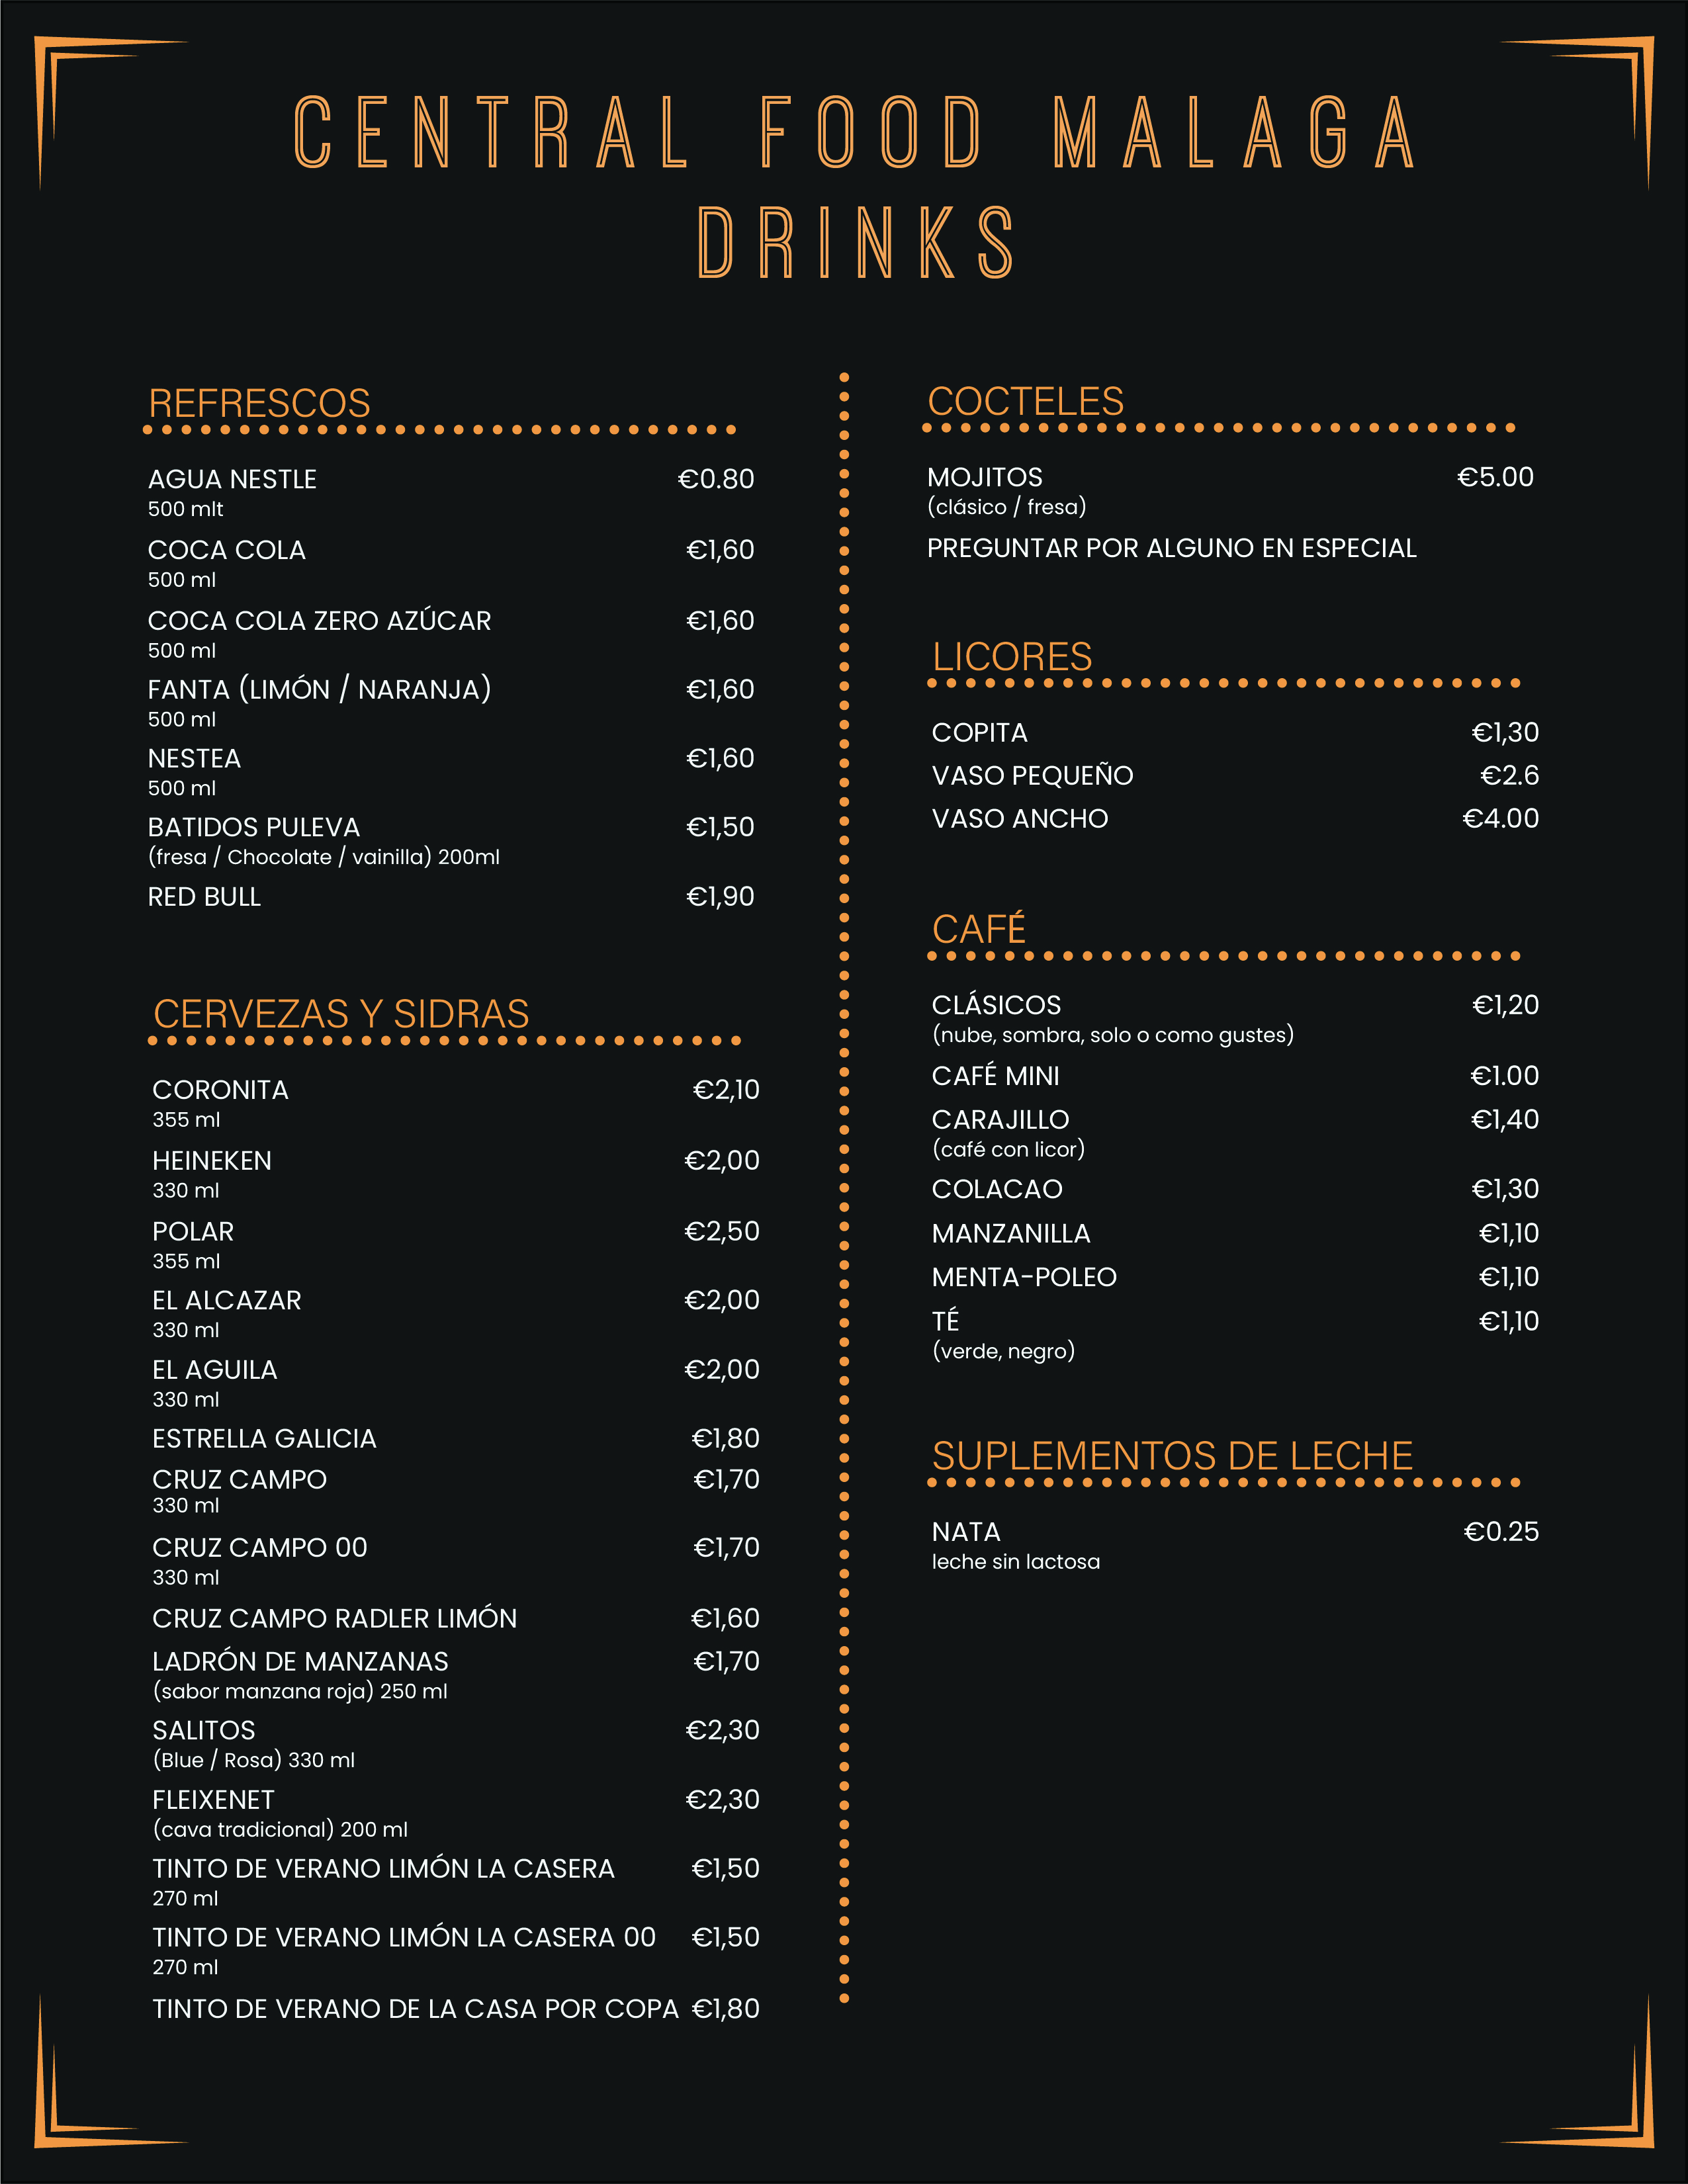 CENTRAL FOOD MALAGA
DRINKS
REFRESCOS
AGUA NESTLE €0.80
500 mlt
COCA COLA €1,60
500 ml
COCA COLA ZERO AZÚCAR €1,60
500 ml
FANTA (LIMÓN / NARANJA) €1,60
500 ml
NESTEA €1,60
500 ml
BATIDOS PULEVA €1,50
(fresa / Chocolate / vainilla) 200ml
RED BULL €1,90
CERVEZAS Y SIDRAS
CORONITA €2,10
355 ml
HEINEKEN €2,00
330 ml
POLAR €2,50
355 ml
EL ALCAZAR €2,00
330 ml
EL AGUILA €2,00
330 ml
ESTRELLA GALICIA €1,80
CRUZ CAMPO €1,70
330 ml
CRUZ CAMPO 00 €1,70
330 ml
CRUZ CAMPO RADLER LIMÓN €1,60
LADRÓN DE MANZANAS €1,70
(sabor manzana roja) 250 ml
SALITOS €2,30
(Blue / Rosa) 330 ml
FLEIXENET €2,30
(cava tradicional) 200 ml
TINTO DE VERANO LIMÓN LA CASERA €1,50
270 ml
TINTO DE VERANO LIMÓN LA CASERA 00 €1,50
270 ml
TINTO DE VERANO DE LA CASA POR COPA €1,80
COCTELES
MOJITOS €5.00
(clásico / fresa)
PREGUNTAR POR ALGUNO EN ESPECIAL
LICORES
COPITA €1,30
VASO PEQUEÑO €2.6
VASO ANCHO €4.00
CAFÉ
CLÁSICOS €1,20
(nube, sombra, solo o como gustes)
CAFÉ MINI €1.00
CARAJILLO €1,40
(café con licor)
COLACAO €1,30
MANZANILLA €1,10
MENTA-POLEO €1,10
TÉ €1,10
(verde, negro)
SUPLEMENTOS DE LECHE
NATA €0.25
leche sin lactosa